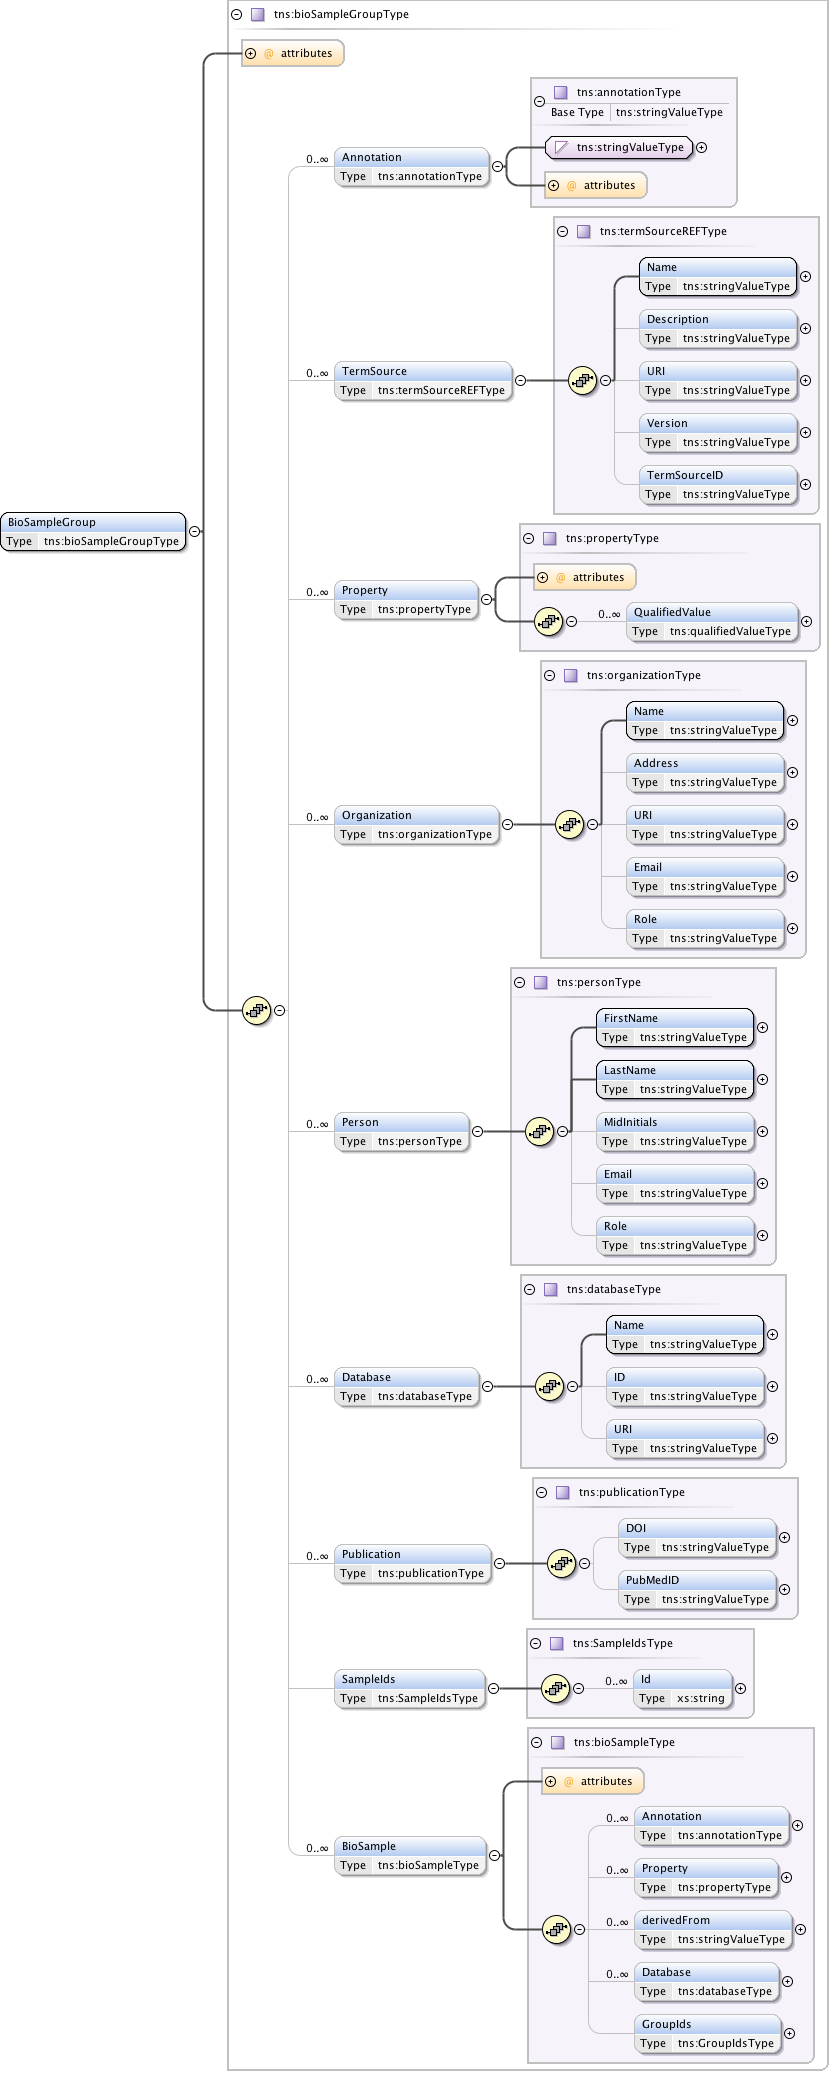 tns:bioSampleGroupType
@ attributes
tns:annotationType
Base Type tns:stringValueType
0..∞ Annotation
Type tns:annotationType
tns:stringValueType
@ attributes
tns:termSourceREFType
Name
Type tns:stringValueType
Description
Type tns:stringValueType
0..∞ TermSource
Type tns:termSourceREFType
URI
Type tns:stringValueType
Version
Type tns:stringValueType
TermSourceID
Type tns:stringValueType
BioSampleGroup
Type tns:bioSampleGroupType
tns:propertyType
@ attributes
0..∞ Property
Type tns:propertyType
0..∞ QualifiedValue
Type tns:qualifiedValueType
tns:organizationType
Name
Type tns:stringValueType
Address
Type tns:stringValueType
0..∞ Organization
Type tns:organizationType
URI
Type tns:stringValueType
Email
Type tns:stringValueType
Role
Type tns:stringValueType
tns:personType
FirstName
Type tns:stringValueType
LastName
Type tns:stringValueType
0..∞ Person
Type tns:personType
MidInitials
Type tns:stringValueType
Email
Type tns:stringValueType
Role
Type tns:stringValueType
tns:databaseType
Name
Type tns:stringValueType
0..∞ Database
Type tns:databaseType
ID
Type tns:stringValueType
URI
Type tns:stringValueType
tns:publicationType
DOI
Type tns:stringValueType
0..∞ Publication
Type tns:publicationType
PubMedID
Type tns:stringValueType
tns:SampleIdsType
SampleIds
Type tns:SampleIdsType
0..∞ Id
Type xs:string
tns:bioSampleType
@ attributes
0..∞ Annotation
Type tns:annotationType
0..∞ BioSample
Type tns:bioSampleType
0..∞ Property
Type tns:propertyType
0..∞ derivedFrom
Type tns:stringValueType
0..∞ Database
Type tns:databaseType
GroupIds
Type tns:GroupIdsType